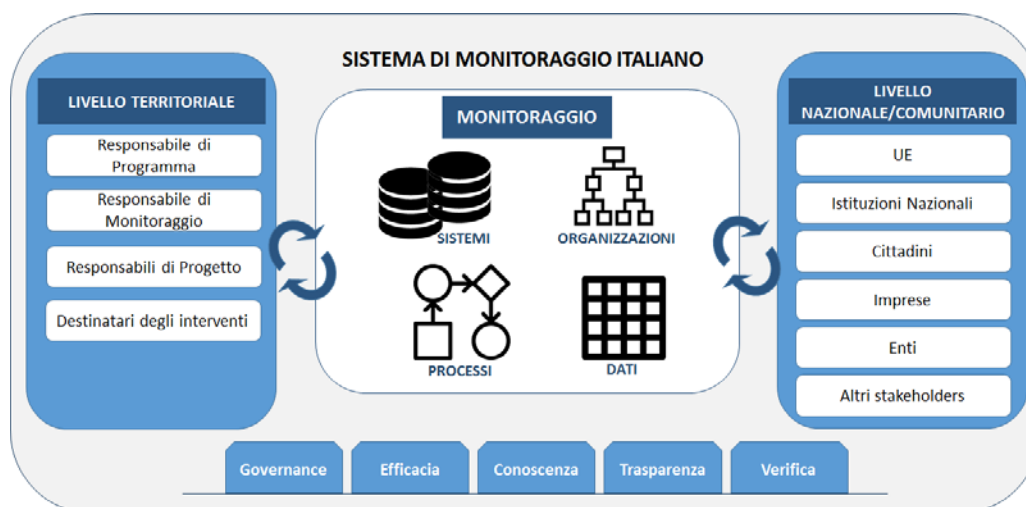 SISTEMA DI MONITORAGGIO ITALIANO
LIVELLO TERRITORIALE
Responsabile di
Programma
Responsabile di
Monitoraggio
Responsabili di Progetto
Destinatari degli interventi
MONITORAGGIO
SISTEMI
ORGANIZZAZIONI
PROCESSI
DATI
LIVELLO
NAZIONALE/COMUNITARIO
UE
Istituzioni Nazionali
Cittadini
Imprese
Enti
Altri stakeholders
Governance
Efficacia
Conoscenza
Trasparenza
Verifica